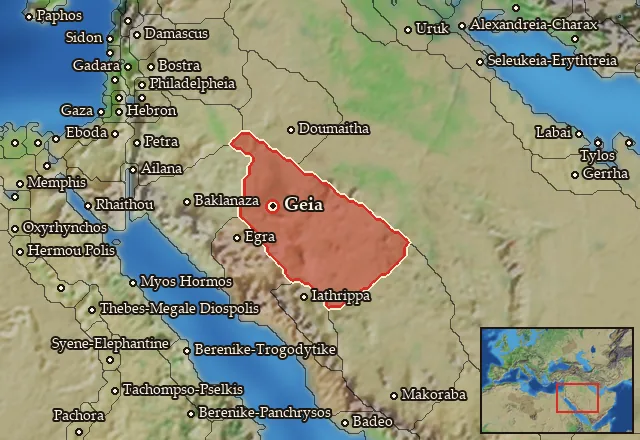 Paphos
Uruk
Alexandreia-Charax
Sidon
Damascus
Seleukeia-Erythtreia
Gadara
Bostra
Philadelpheia
Gaza
Hebron
Doumaitha
Eboda
Petra
Labai
Tylos
Ailana
Gerrha
Memphis
Rhaithou
Baklanaza
Geia
Oxyrhynchos
Egra
Hermou Polis
Myos Hormos
Iathrippa
Thebes-Megale Diospolis
Syene-Elephantine
Berenike-Trogodytike
Tachompso-Pselkis
Makoraba
Pachora
Berenike-Panchrysos
Badeo